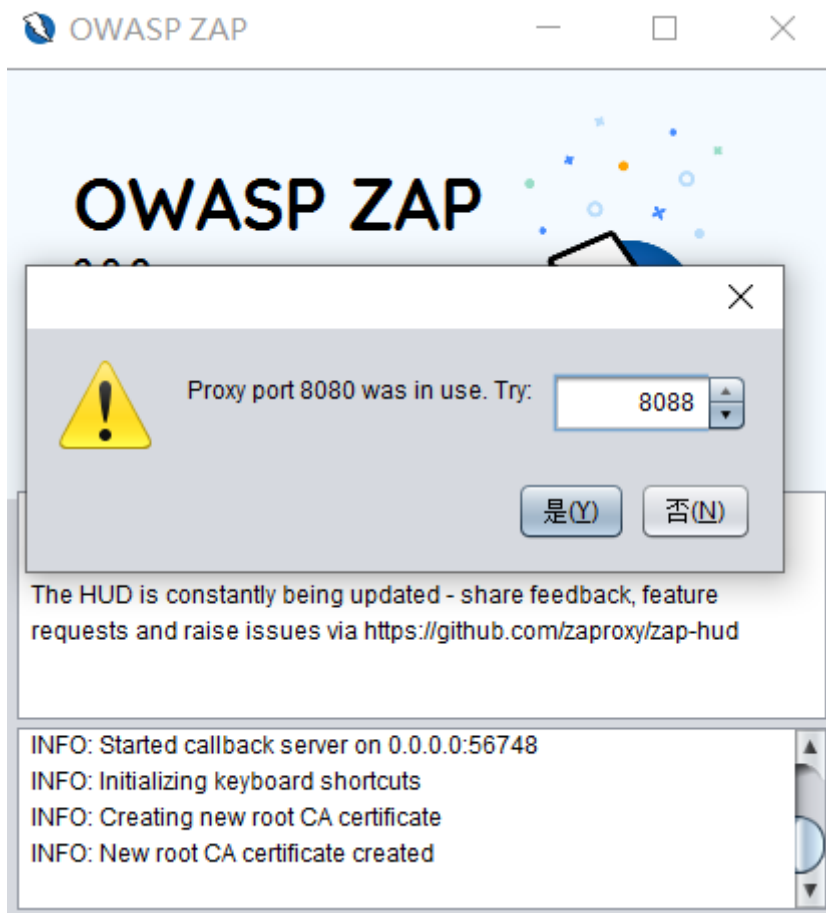 OWASP ZAP
OWASP ZAP
Proxy port 8080 was in use. Try:
8088
是(Y)
否(N)
The HUD is constantly being updated - share feedback, feature
requests and raise issues via https://github.com/zaproxy/zap-hud
INFO: Started callback server on 0.0.0.0:56748
INFO: Initializing keyboard shortcuts
INFO: Creating new root CA certificate
INFO: New root CA certificate created